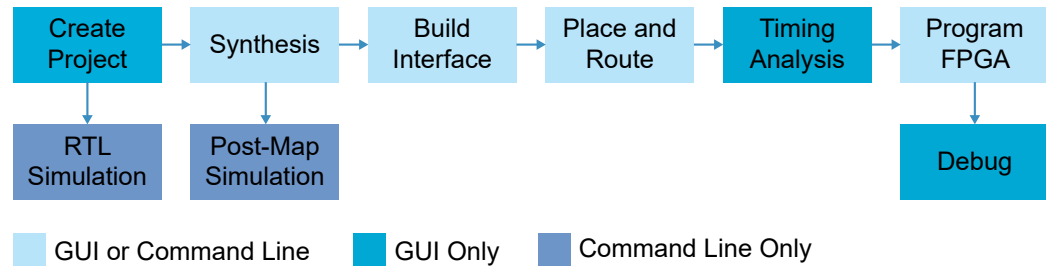 Create
Project
Synthesis
Build
Interface
Place and
Route
Timing
Analysis
Program
FPGA
RTL
Simulation
Post-Map
Simulation
Debug
GUI or Command Line
GUI Only
Command Line Only